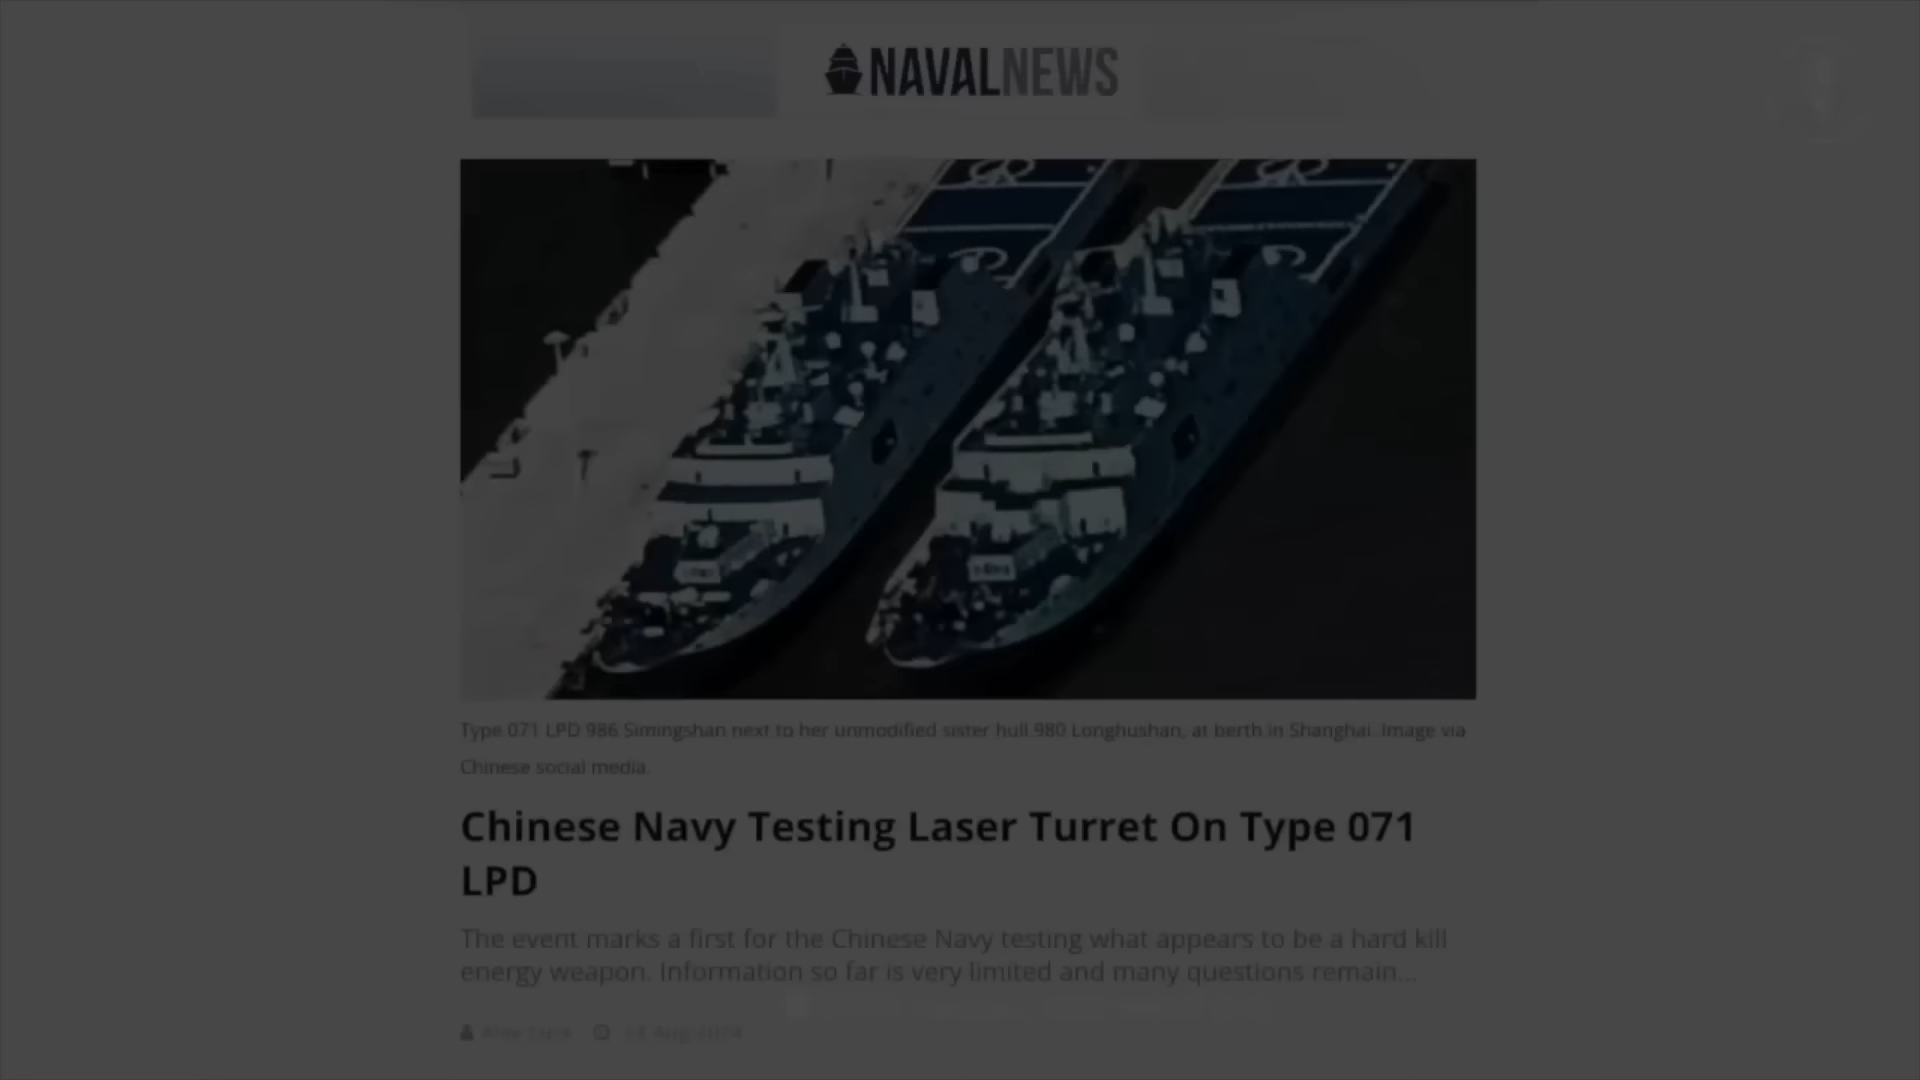 NAVALNEWS
Type 071 LPD 986 Simingshan next to her unmodified sister hull 980 Longhushan, at berth in Shanghai. Image via
Chinese social media.
Chinese Navy Testing Laser Turret On Type 071
LPD
The event marks a first for the Chinese Navy testing what appears to be a hard kill
energy weapon. Information so far is very limited and many questions remain...